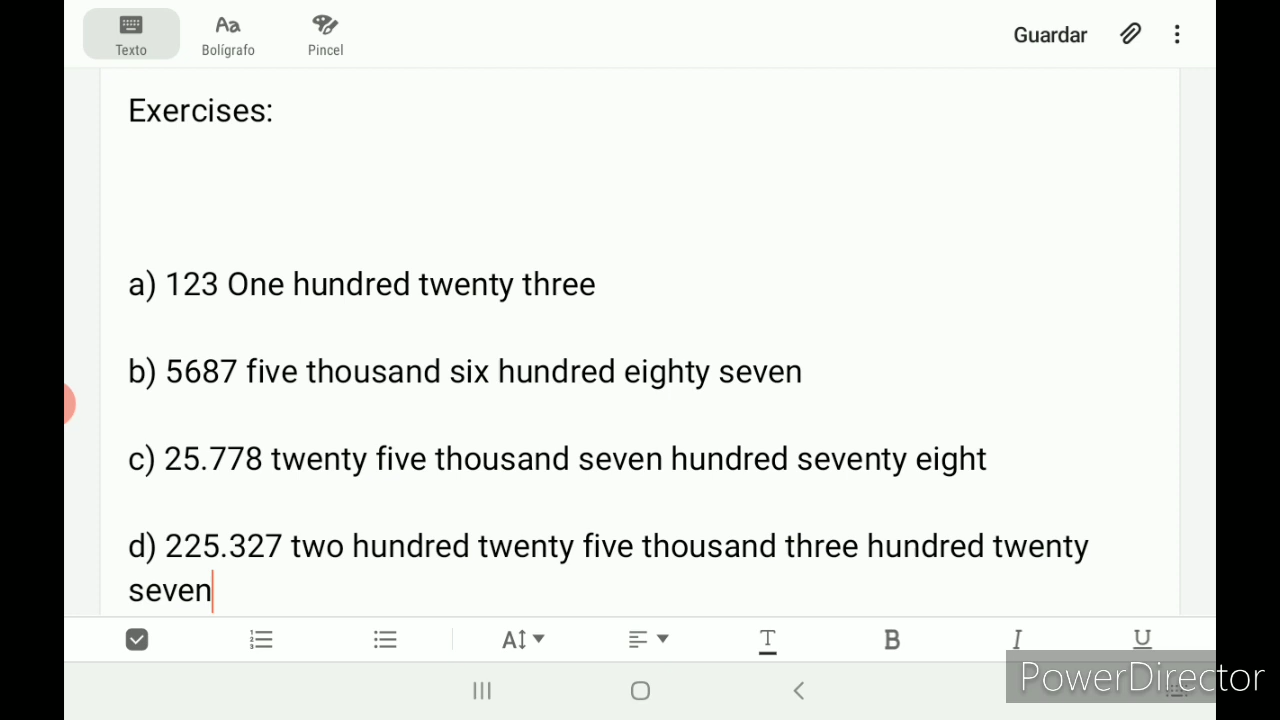 Texto
Aa
Bolígrafo
Pincel
Guardar
Exercises:
a) 123 One hundred twenty three
b) 5687 five thousand six hundred eighty seven
c) 25.778 twenty five thousand seven hundred seventy eight
d) 225.327 two hundred twenty five thousand three hundred twenty
seven
A
T
B
I
U
PowerDirector